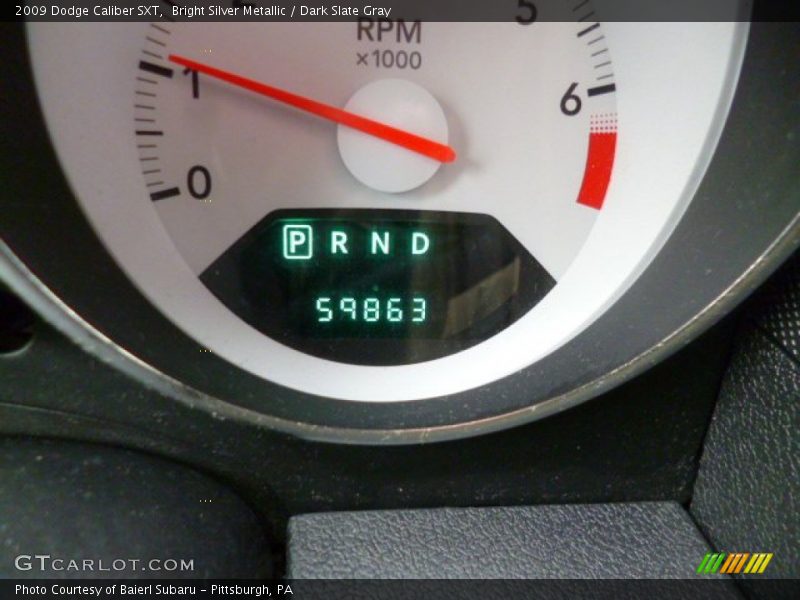 2009 Dodge Caliber SXT,  Bright Silver Metallic / Dark Slate Gray
5
RPM
x1000
1
6
0
P R N D
59863
GTCARLOT.COM
Photo Courtesy of Baierl Subaru - Pittsburgh, PA